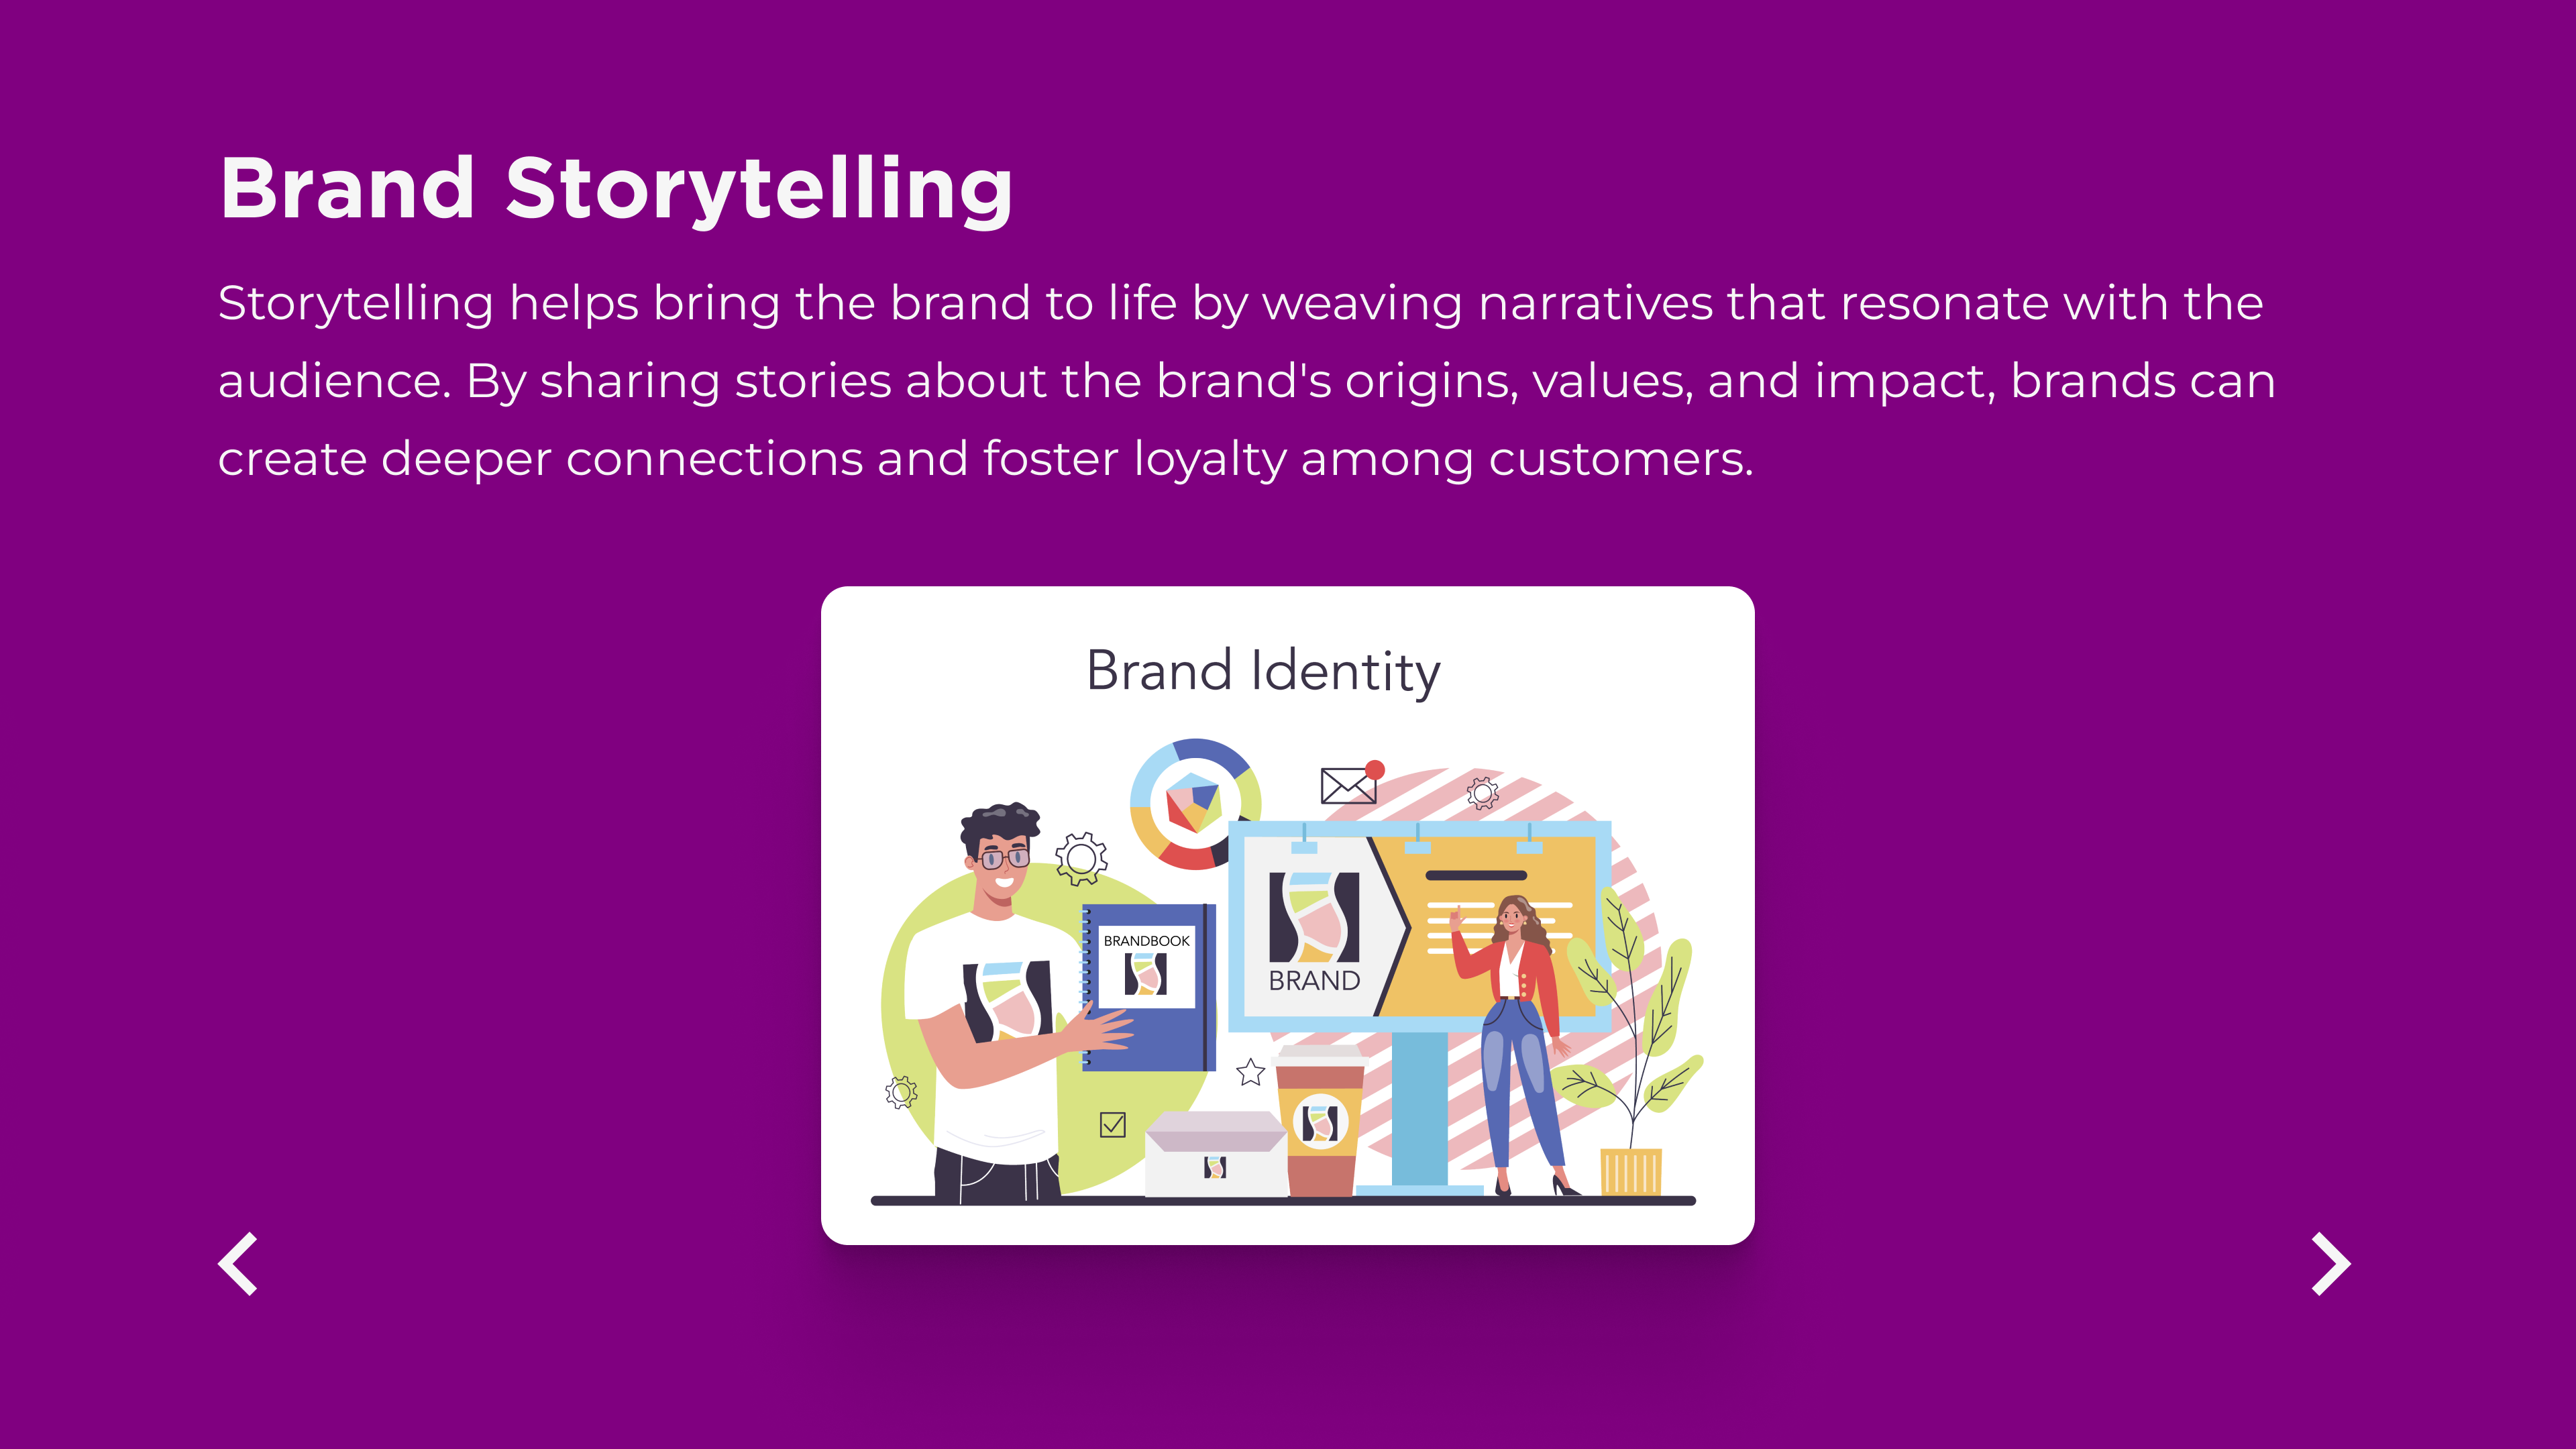 Brand Storytelling
Storytelling helps bring the brand to life by weaving narratives that resonate with the
audience. By sharing stories about the brand's origins, values, and impact, brands can
create deeper connections and foster loyalty among customers.
Brand Identity
BRANDBOOK
BRAND